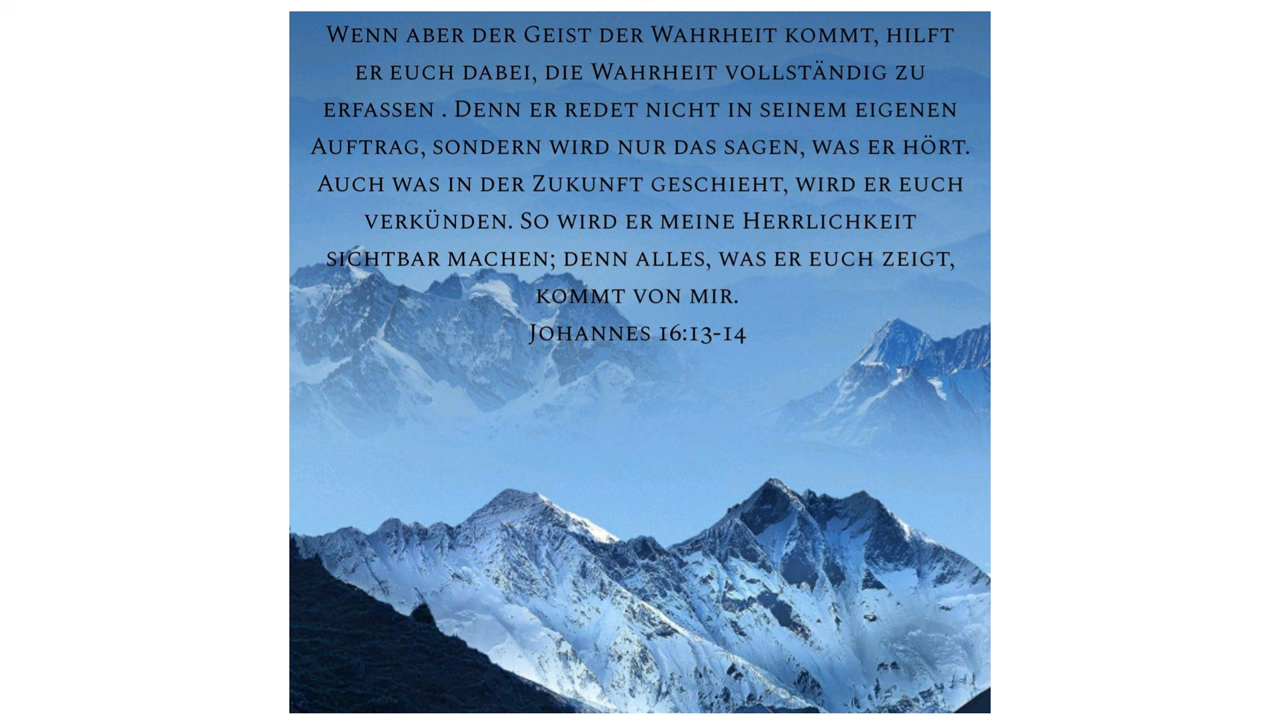 Wenn aber der Geist der Wahrheit kommt, hilft
er euch dabei, die Wahrheit vollständig zu
erfassen . Denn er redet nicht in seinem eigenen
Auftrag, sondern wird nur das sagen, was er hört.
Auch was in der Zukunft geschieht, wird er euch
verkünden. So wird er meine Herrlichkeit
sichtbar machen; denn alles, was er euch zeigt,
kommt von mir.
Johannes 16:13-14